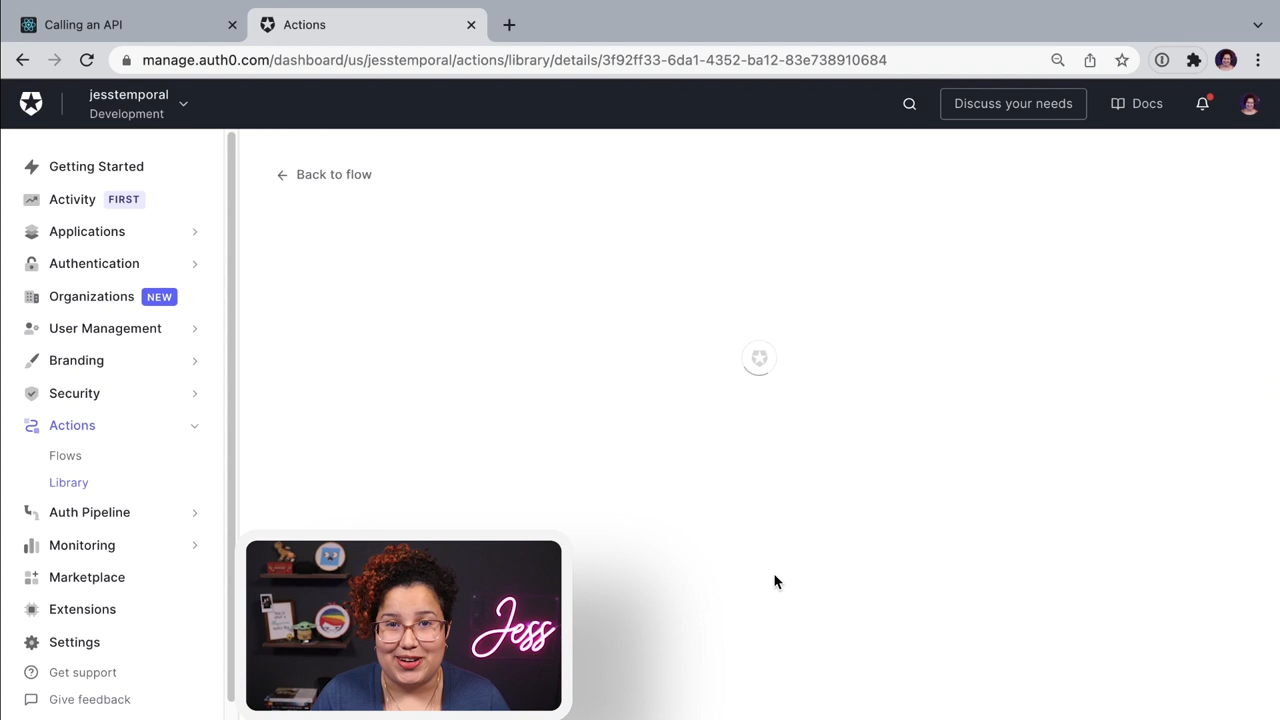 Calling an API
Actions
manage.auth0.com/dashboard/us/jesstemporal/actions/library/details/3f92ff33-6da1-4352-ba12-83e738910684
jesstemporal
Development
Discuss your needs
Docs
Getting Started
Activity FIRST
Applications
Authentication
Organizations NEW
User Management
Branding
Security
Actions
Flows
Library
Auth Pipeline
Monitoring
Marketplace
Extensions
Settings
Get support
Give feedback
Back to flow
Jess